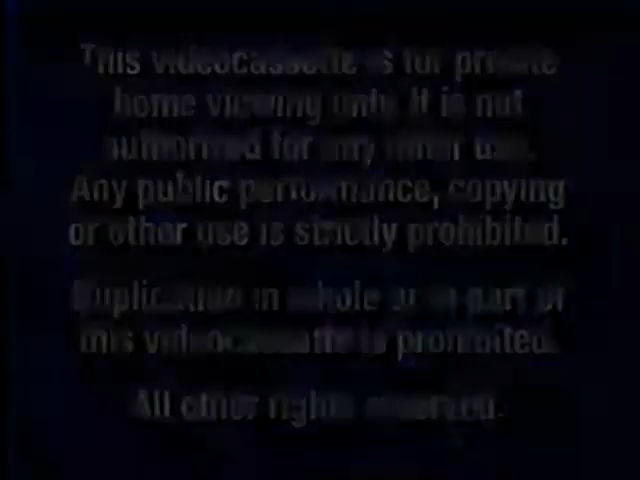 This videocassette is for private
home viewing only. It is not
authorized for any other use.
Any public performance, copying
or other use is strictly prohibited.
Duplication in whole or in part of
this videocassette is prohibited.
All other rights reserved.